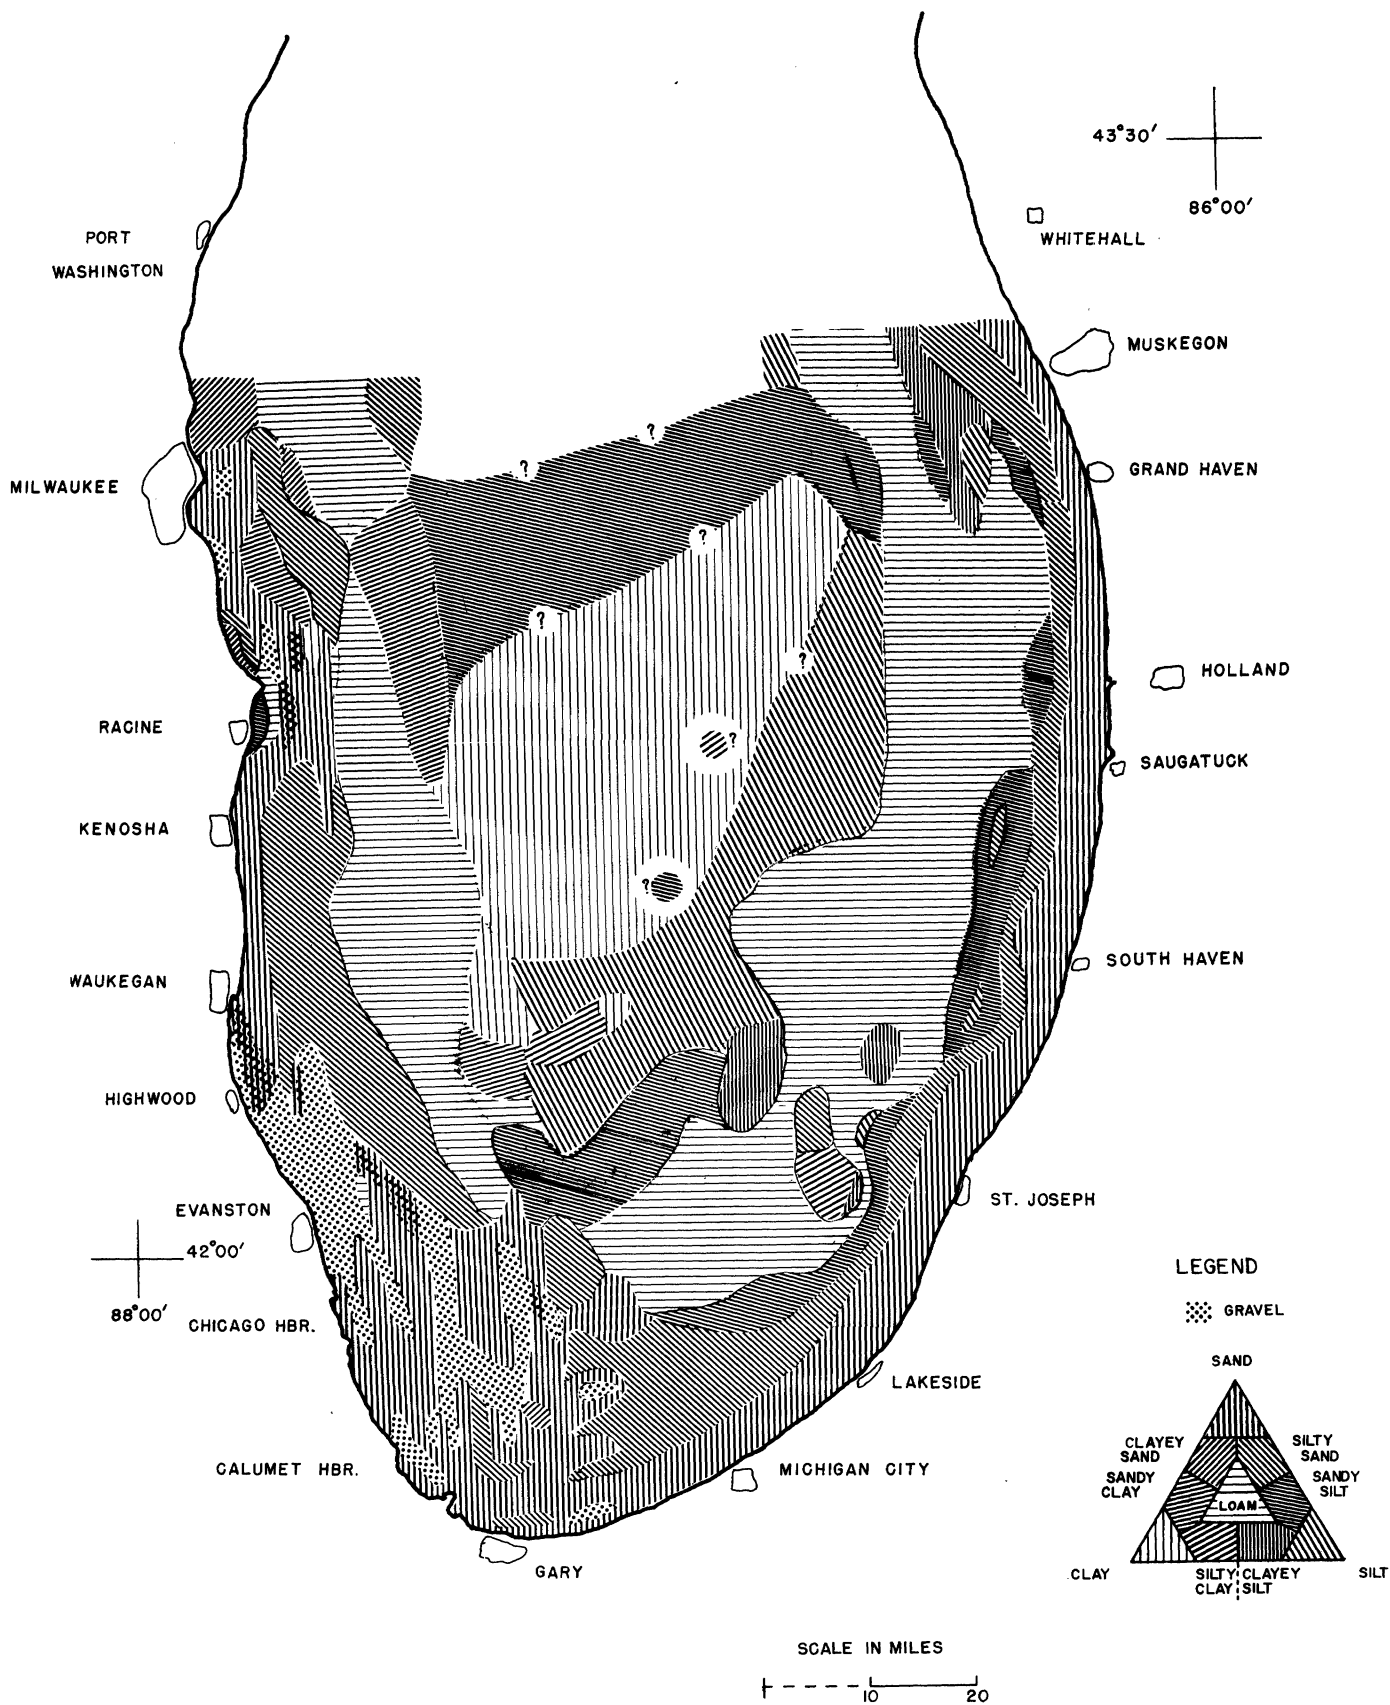 43°30'
86°00'
PORT
WASHINGTON
WHITEHALL
MUSKEGON
?
?
GRAND HAVEN
MILWAUKEE
?
?
?
HOLLAND
RACINE
?
SAUGATUCK
KENOSHA
?
SOUTH HAVEN
WAUKEGAN
HIGHWOOD
ST. JOSEPH
EVANSTON
42°00'
88°00'
CHICAGO HBR.
LEGEND
GRAVEL
SAND
LAKESIDE
CLAYEY
SAND
SILTY
SAND
SANDY
CLAY
SANDY
SILT
LOAM
CALUMET HBR.
MICHIGAN CITY
GARY
CLAY
SILTY
CLAY
CLAYEY
SILT
SILT
SCALE IN MILES
10
20